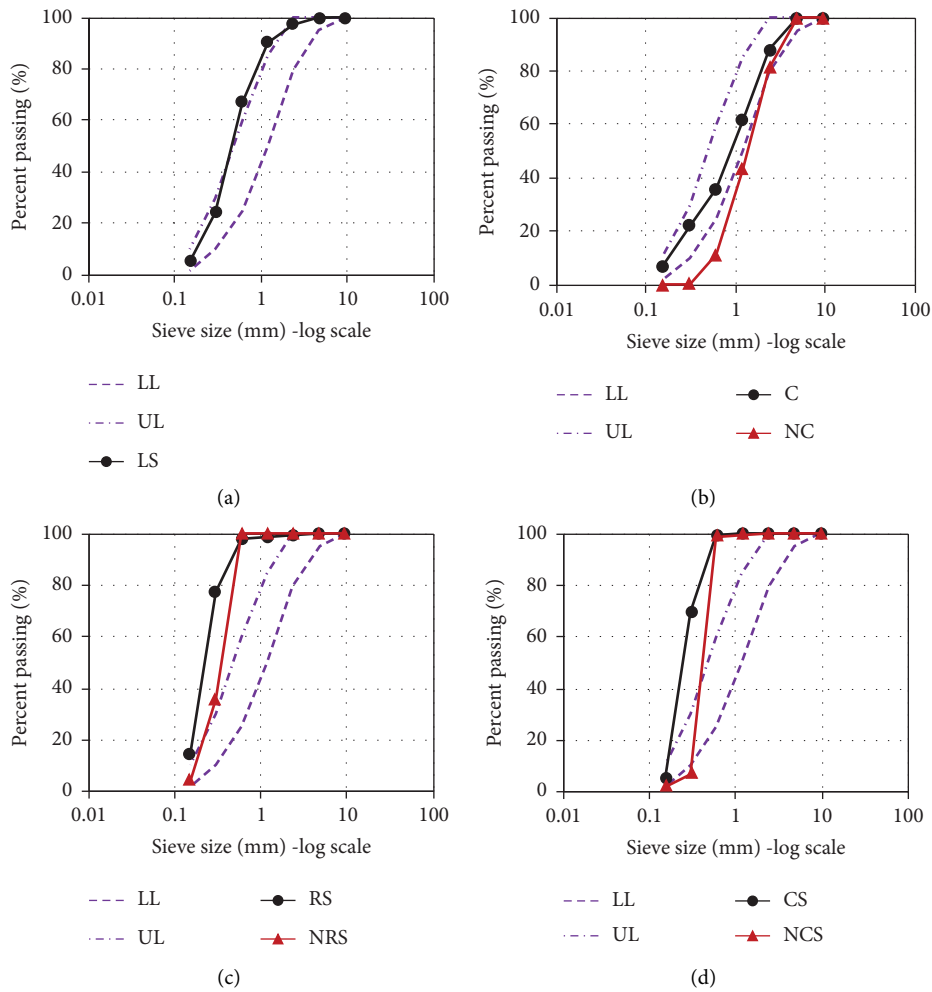 100
80
60
40
20
0
Percent passing (%)
0.01 0.1 1 10 100
Sieve size (mm) -log scale
LL
UL
LS
(a)
100
80
60
40
20
0
Percent passing (%)
0.01 0.1 1 10 100
Sieve size (mm) -log scale
LL C
UL NC
(b)
100
80
60
40
20
0
Percent passing (%)
0.01 0.1 1 10 100
Sieve size (mm) -log scale
LL RS
UL NRS
(c)
100
80
60
40
20
0
Percent passing (%)
0.01 0.1 1 10 100
Sieve size (mm) -log scale
LL CS
UL NCS
(d)